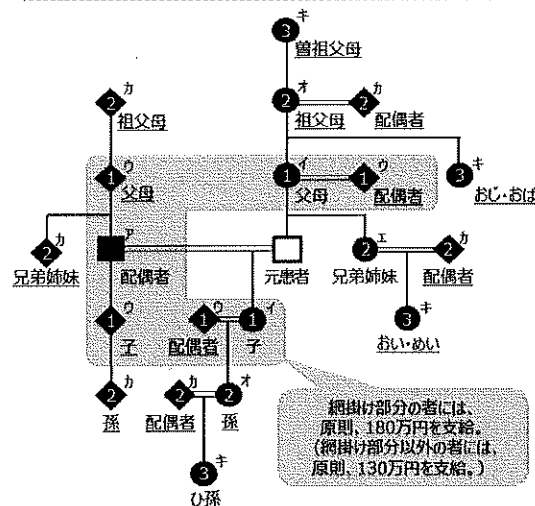 3 キ
曽祖父母
2 カ
祖父母
2 オ
祖父母
2 カ
配偶者
1 ウ
父母
1 イ
父母
1 ウ
配偶者
3 キ
おじ・おば
2 カ
兄弟姉妹
ア
配偶者
元患者
2 エ
兄弟姉妹
2 カ
配偶者
1 ウ
子
1 ウ
配偶者
1 イ
子
3 キ
おい・めい
2 カ
孫
2 カ
配偶者
2 オ
孫
3 キ
ひ孫
網掛け部分の者には、
原則、180万円を支給。
(網掛け部分以外の者には、
原則、130万円を支給。)